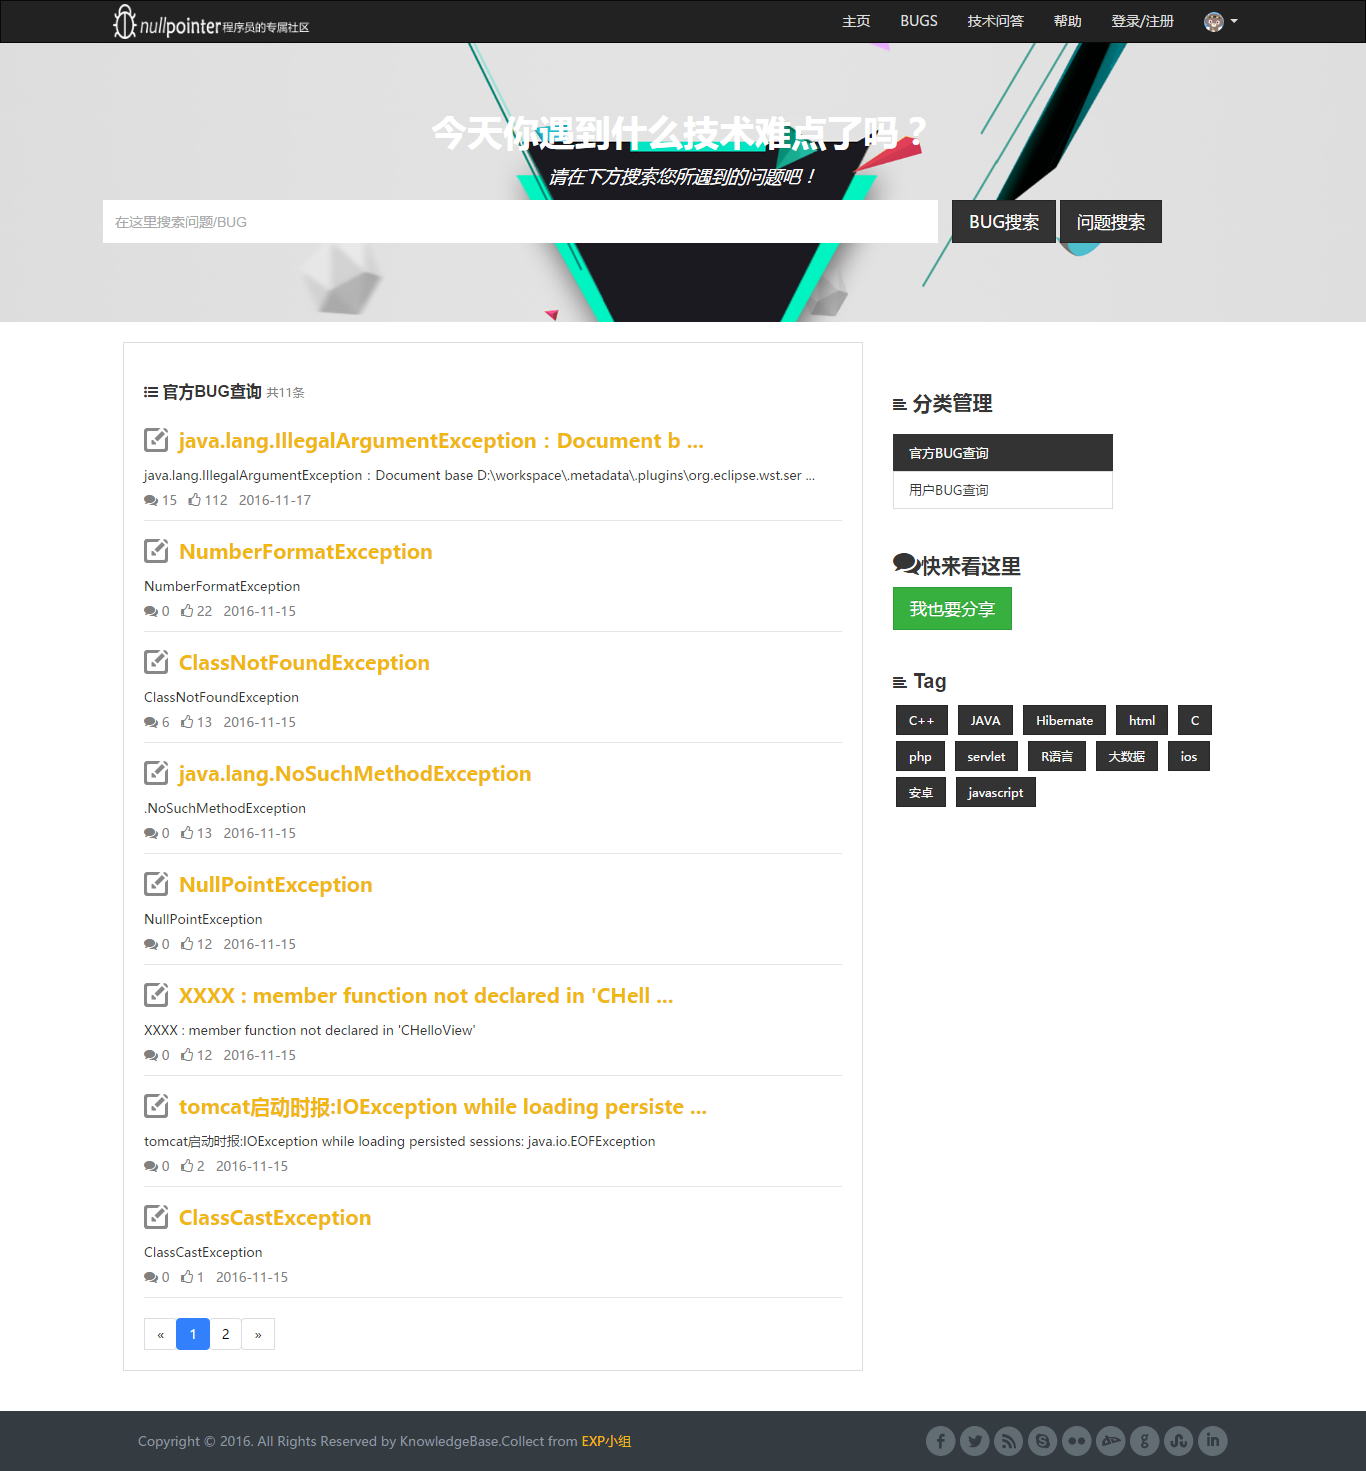 nullpointer程序员的专属社区
主页 BUGS 技术问答 帮助 登录/注册
今天你遇到什么技术难点了吗？
请在下方搜索您所遇到的问题吧！
在这里搜索问题/BUG BUG搜索 问题搜索
官方BUG查询 共11条
java.lang.IllegalArgumentException：Document b ...
java.lang.IllegalArgumentException：Document base D:\workspace\.metadata\.plugins\org.eclipse.wst.ser ...
15 112 2016-11-17
NumberFormatException
NumberFormatException
0 22 2016-11-15
ClassNotFoundException
ClassNotFoundException
6 13 2016-11-15
java.lang.NoSuchMethodException
.NoSuchMethodException
0 13 2016-11-15
NullPointException
NullPointException
0 12 2016-11-15
XXXX : member function not declared in 'CHell ...
XXXX : member function not declared in 'CHelloView'
0 12 2016-11-15
tomcat启动时报:IOException while loading persiste ...
tomcat启动时报:IOException while loading persisted sessions: java.io.EOFException
0 2 2016-11-15
ClassCastException
ClassCastException
0 1 2016-11-15
« 1 2 »
分类管理
官方BUG查询
用户BUG查询
快来看这里
我也要分享
Tag
C++ JAVA Hibernate html C
php servlet R语言 大数据 ios
安卓 javascript
Copyright © 2016. All Rights Reserved by KnowledgeBase.Collect from EXP小组